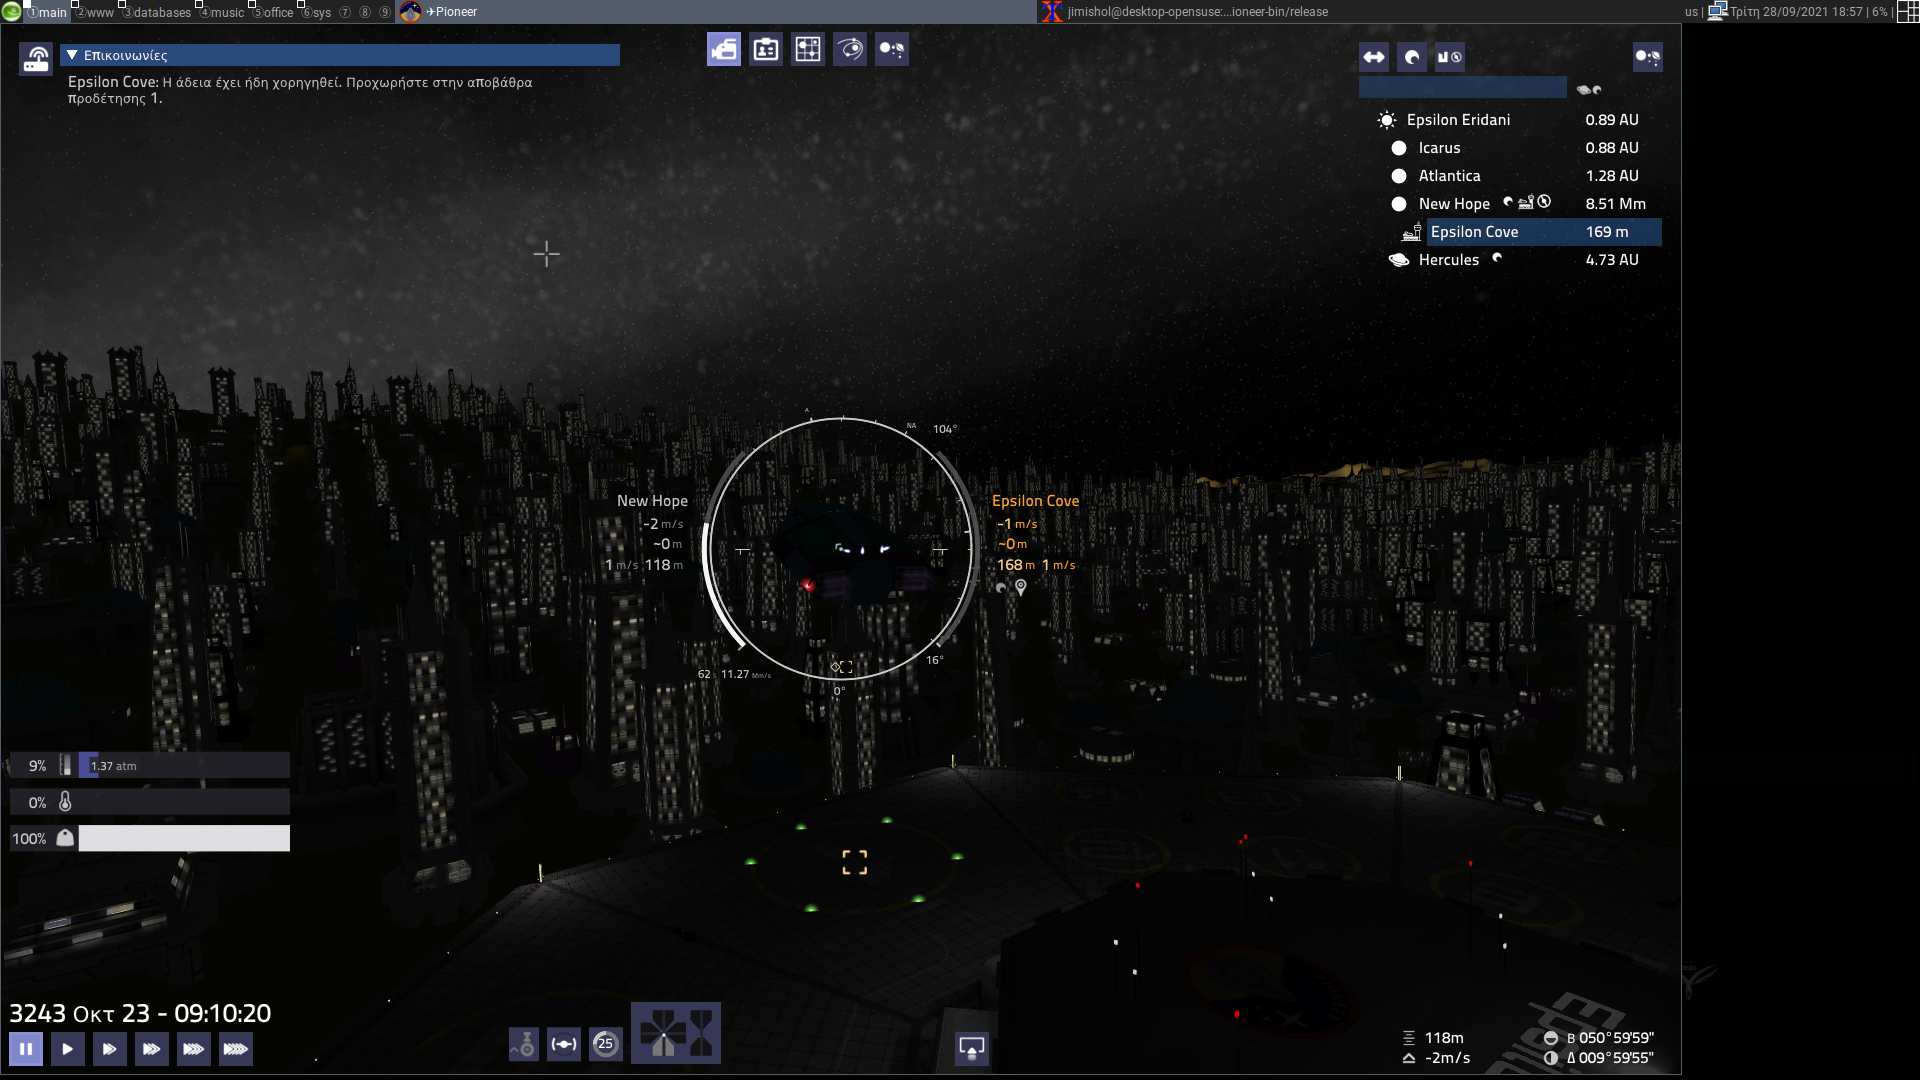 ①main ②www ③databases ④music ⑤office ⑥sys ⑦ ⑧ ⑨ ✈Pioneer jimishol@desktop-opensuse:...ioneer-bin/release us | Τρίτη 28/09/2021 18:57 | 6% |
▼ Επικοινωνίες
Epsilon Cove: Η άδεια έχει ήδη χορηγηθεί. Προχωρήστε στην αποβάθρα
προδέτησης 1.
Epsilon Eridani 0.89 AU
Icarus 0.88 AU
Atlantica 1.28 AU
New Hope 8.51 Mm
Epsilon Cove 169 m
Hercules 4.73 AU
A
NA 104°
New Hope
-2 m/s
~0 m
1 m/s 118 m
Epsilon Cove
-1 m/s
~0 m
168 m 1 m/s
16°
62 11.27 Mm/s
0°
9% 1.37 atm
0%
100%
3243 Οκτ 23 - 09:10:20
25
118m
-2m/s
Β 050°59'59"
Δ 009°59'55"